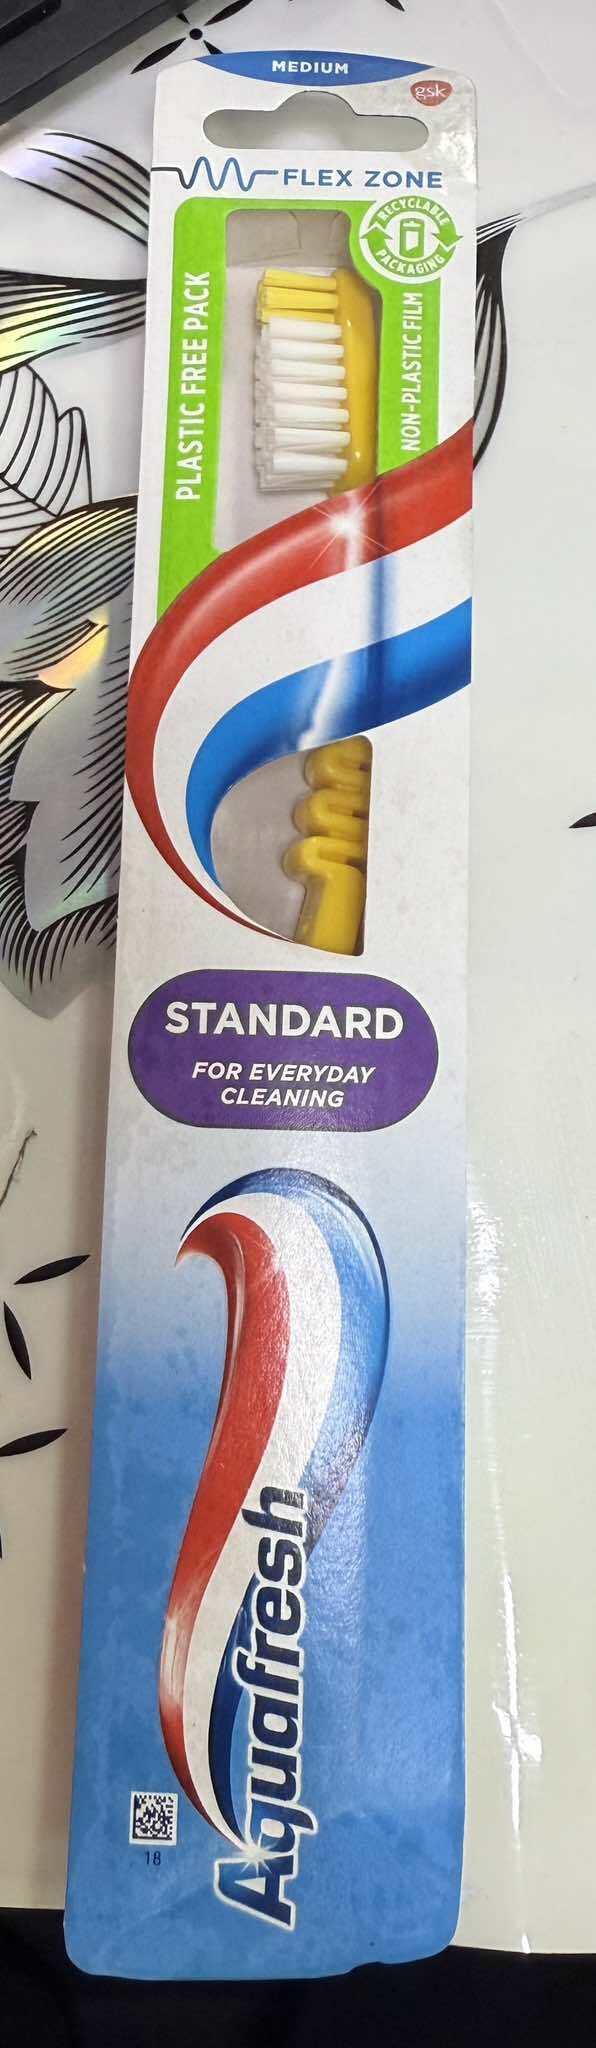 MEDIUM
gsk
FLEX ZONE
RECYCLABLE
PACKAGING
PLASTIC FREE PACK
NON-PLASTIC FILM
STANDARD
FOR EVERYDAY
CLEANING
Aquafresh
18